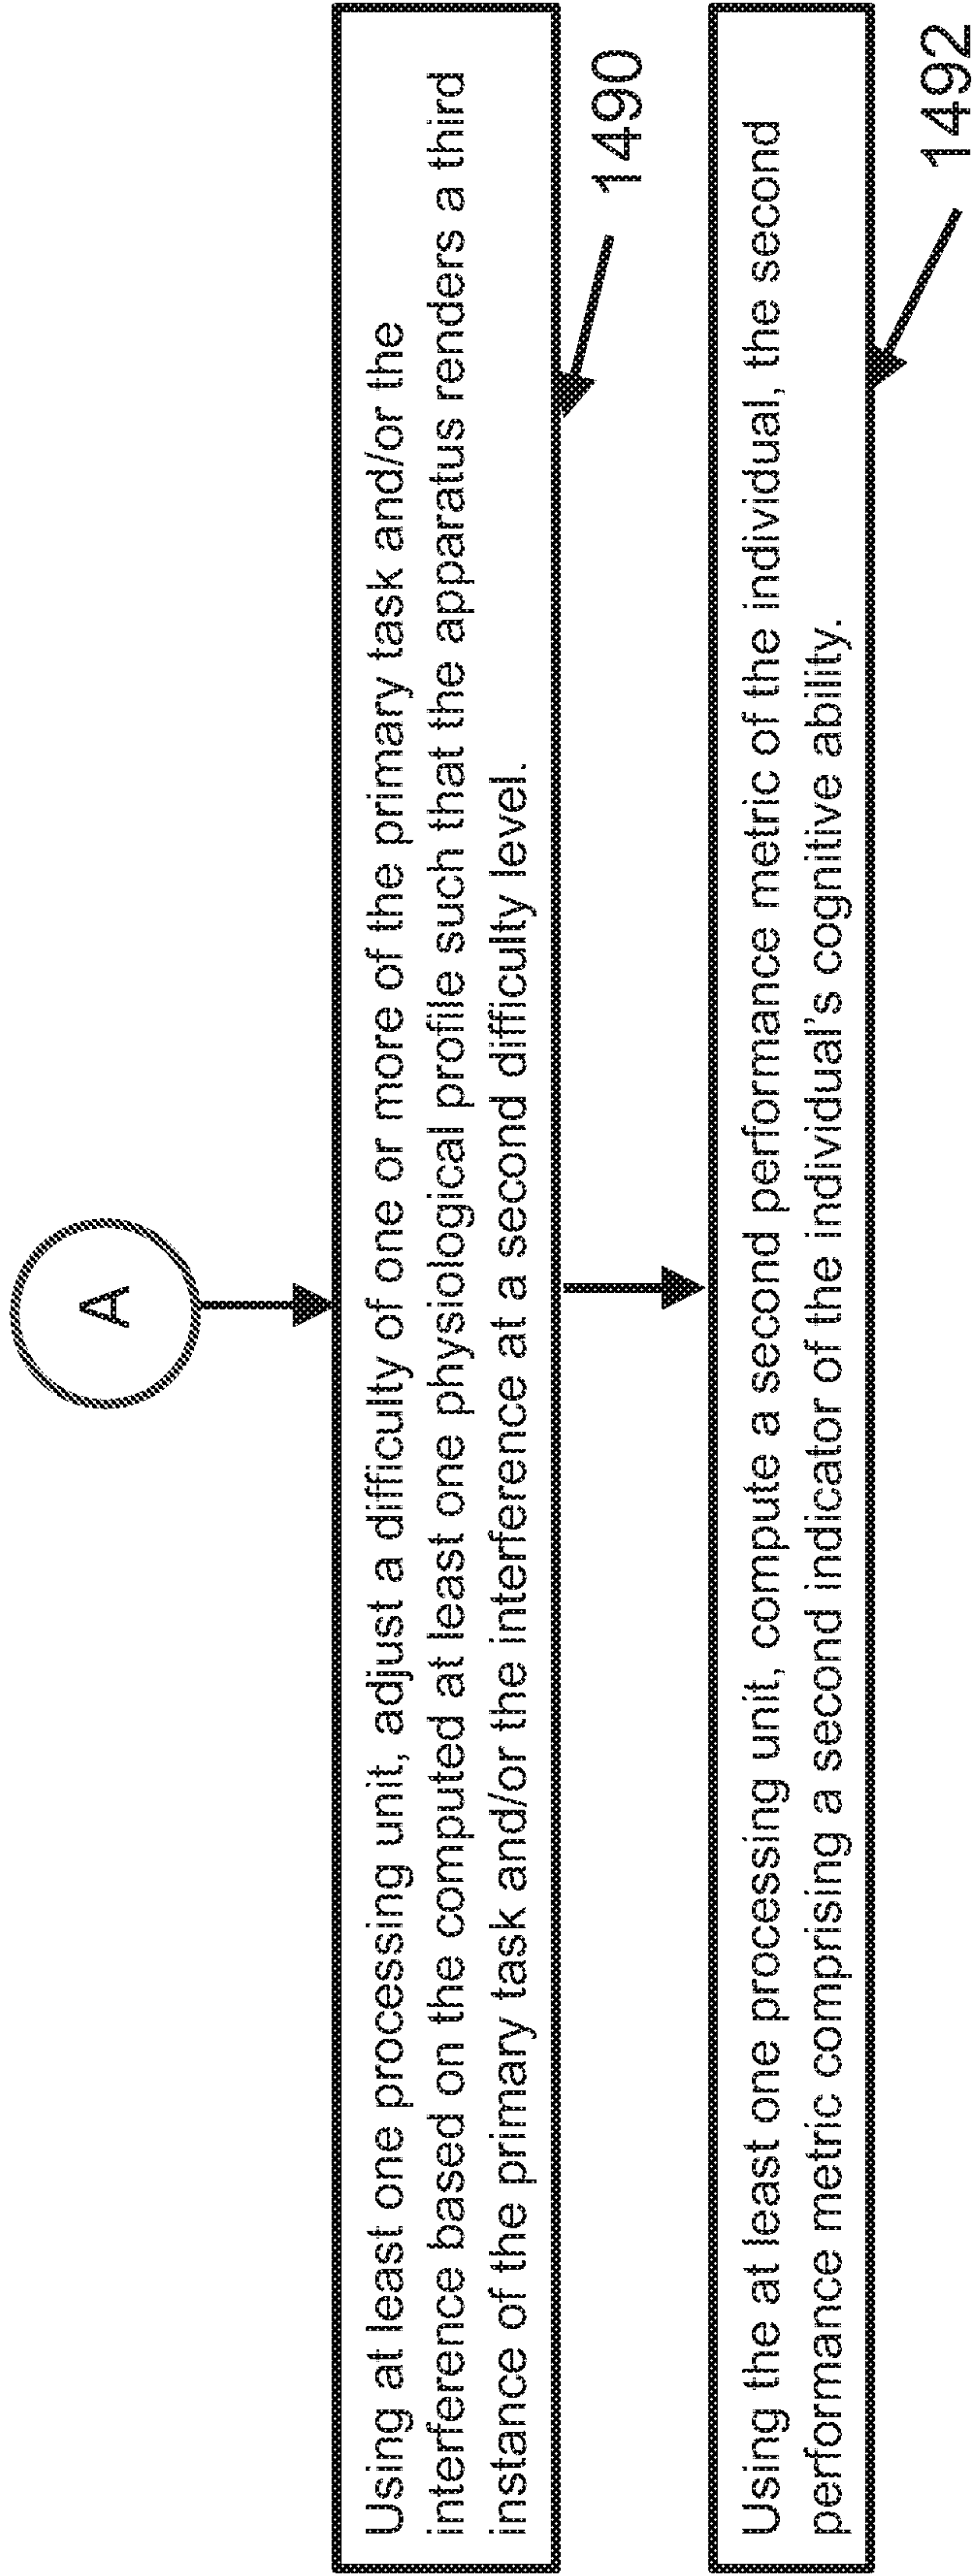 A
Using at least one processing unit, adjust a difficulty of one or more of the primary task and/or the
interference based on the computed at least one physiological profile such that the apparatus renders a third
instance of the primary task and/or the interference at a second difficulty level.
1490
Using the at least one processing unit, compute a second performance metric of the individual, the second
performance metric comprising a second indicator of the individual's cognitive ability.
1492